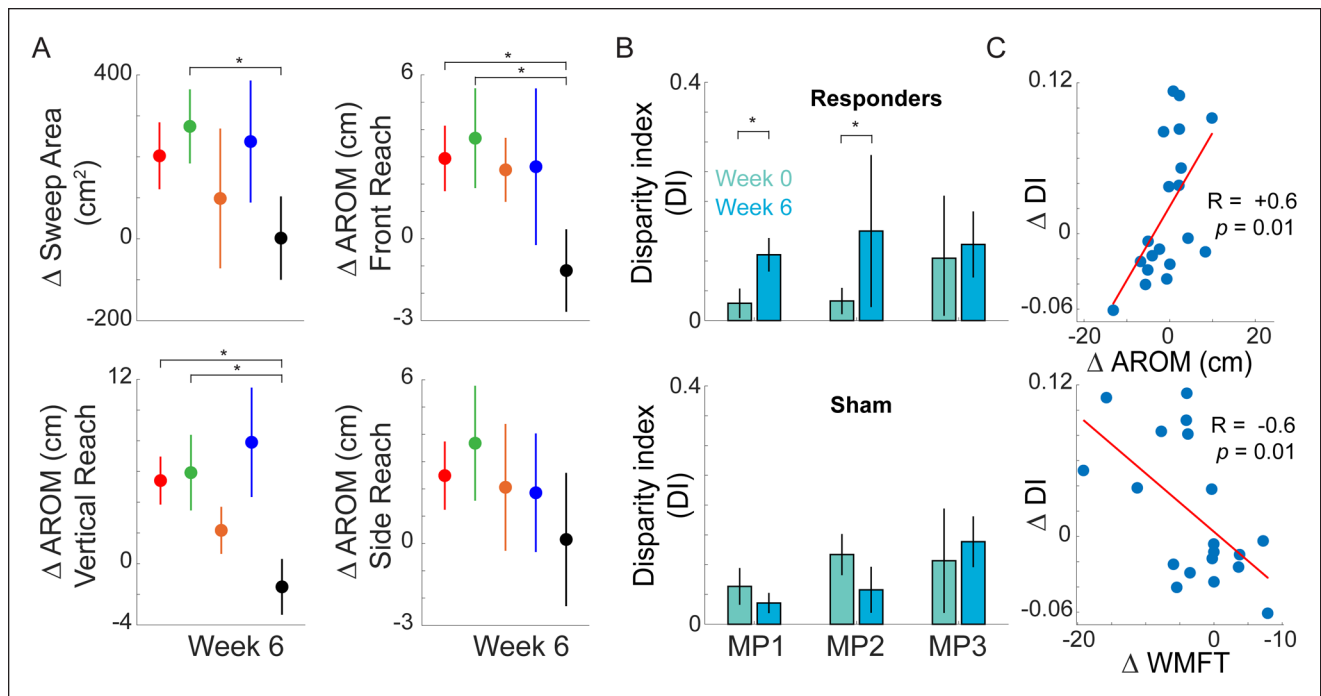 A
Δ Sweep Area
(cm²)
400
0
-200
*
Δ AROM (cm)
Front Reach
6
0
-3
*
*
Δ AROM (cm)
Vertical Reach
12
0
-4
*
*
Week 6
Δ AROM (cm)
Side Reach
6
0
-3
Week 6
B
Disparity index
(DI)
0.4
0
Responders
*
*
Week 0
Week 6
Disparity index
(DI)
0.4
0
Sham
MP1 MP2 MP3
C
Δ DI
0.12
0
-0.06
R = +0.6
p = 0.01
-20 0 20
Δ AROM (cm)
Δ DI
0.12
0
-0.06
R = -0.6
p = 0.01
-20 0 -10
Δ WMFT